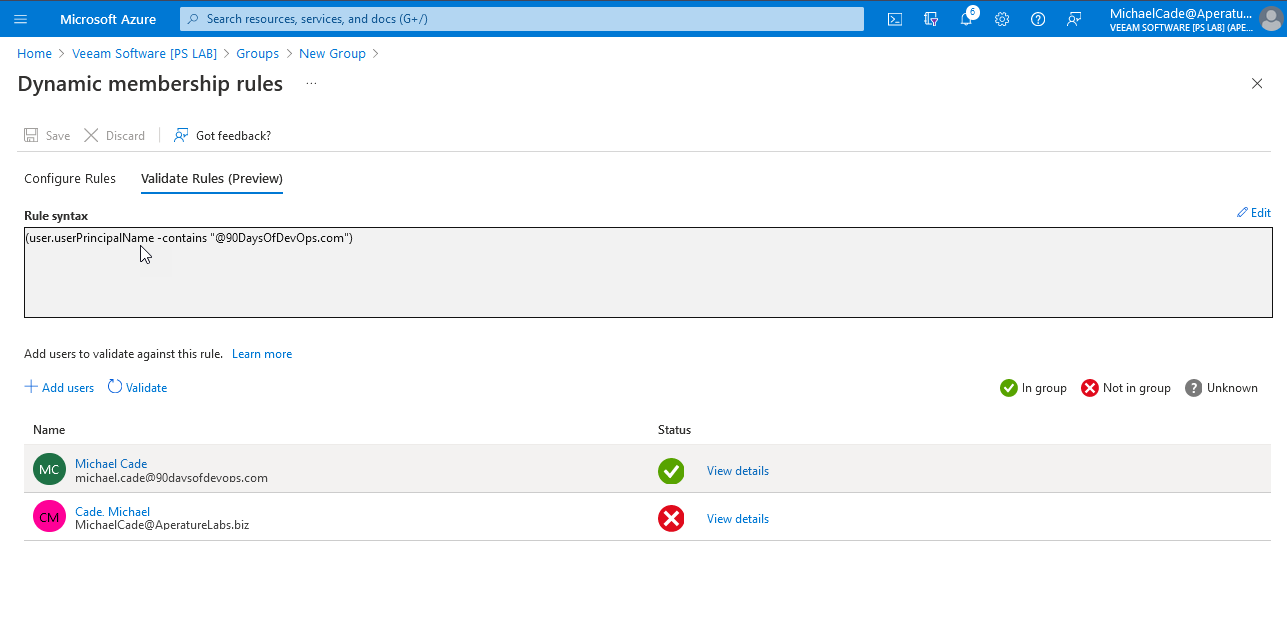 Microsoft Azure
Search resources, services, and docs (G+/)
6
MichaelCade@Aperatu...
VEEAM SOFTWARE [PS LAB] (APE...
Home > Veeam Software [PS LAB] > Groups > New Group >
Dynamic membership rules ...
Save Discard Got feedback?
Configure Rules Validate Rules (Preview)
Rule syntax Edit
(user.userPrincipalName -contains "@90DaysOfDevOps.com")
Add users to validate against this rule. Learn more
Add users Validate In group Not in group ? Unknown
Name Status
MC Michael Cade
michael.cade@90daysofdevops.com
View details
CM Cade, Michael
MichaelCade@AperatureLabs.biz
View details